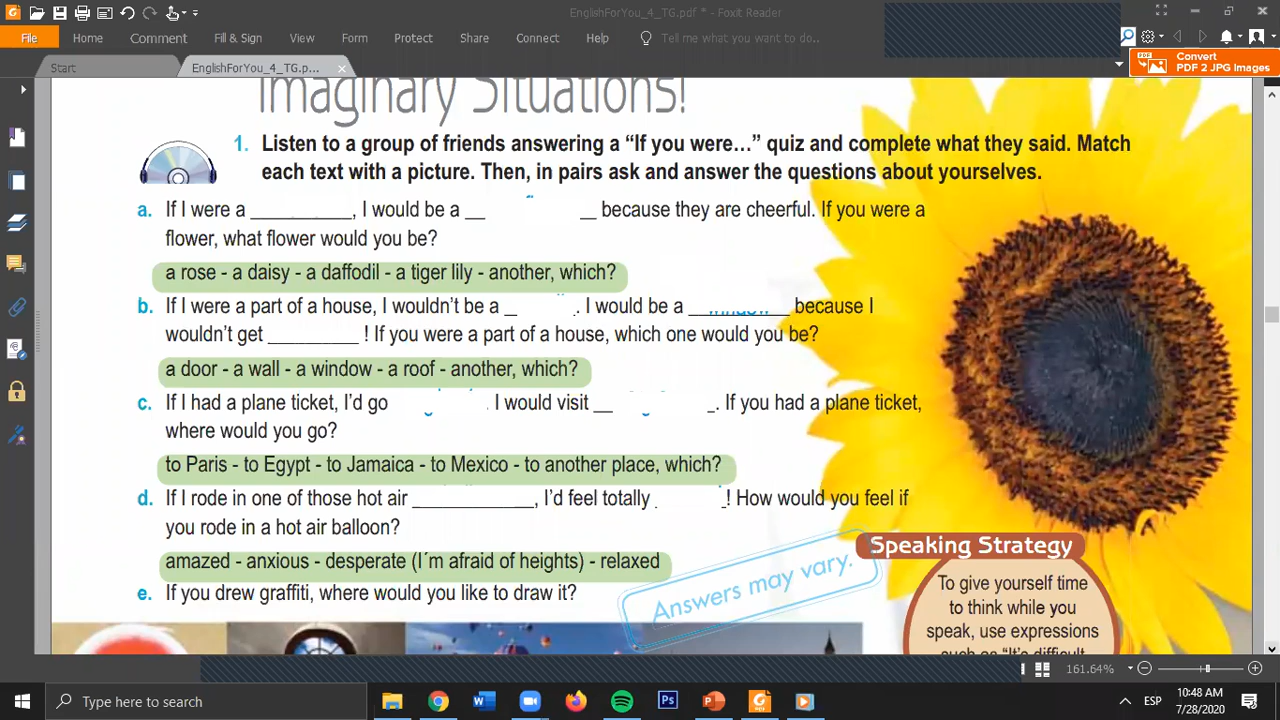 EnglishForYou_4_TG.pdf * - Foxit Reader
File Home Comment Fill & Sign View Form Protect Share Connect Help Tell me what you want to do..
Start EnglishForYou_4_TG.p...
Convert
PDF 2 JPG Images
Imaginary Situations!
1. Listen to a group of friends answering a “If you were…” quiz and complete what they said. Match
each text with a picture. Then, in pairs ask and answer the questions about yourselves.
a. If I were a __________, I would be a __ __ because they are cheerful. If you were a
flower, what flower would you be?
a rose - a daisy - a daffodil - a tiger lily - another, which?
b. If I were a part of a house, I wouldn’t be a _ . I would be a __________ because I
wouldn’t get _________ ! If you were a part of a house, which one would you be?
a door - a wall - a window - a roof - another, which?
c. If I had a plane ticket, I’d go . I would visit __ _. If you had a plane ticket,
where would you go?
to Paris - to Egypt - to Jamaica - to Mexico - to another place, which?
d. If I rode in one of those hot air ____________, I’d feel totally ! How would you feel if
you rode in a hot air balloon?
amazed - anxious - desperate (I´m afraid of heights) - relaxed
e. If you drew graffiti, where would you like to draw it?
Answers may vary.
Speaking Strategy
To give yourself time
to think while you
speak, use expressions
161.64%
Type here to search
ESP
10:48 AM
7/28/2020